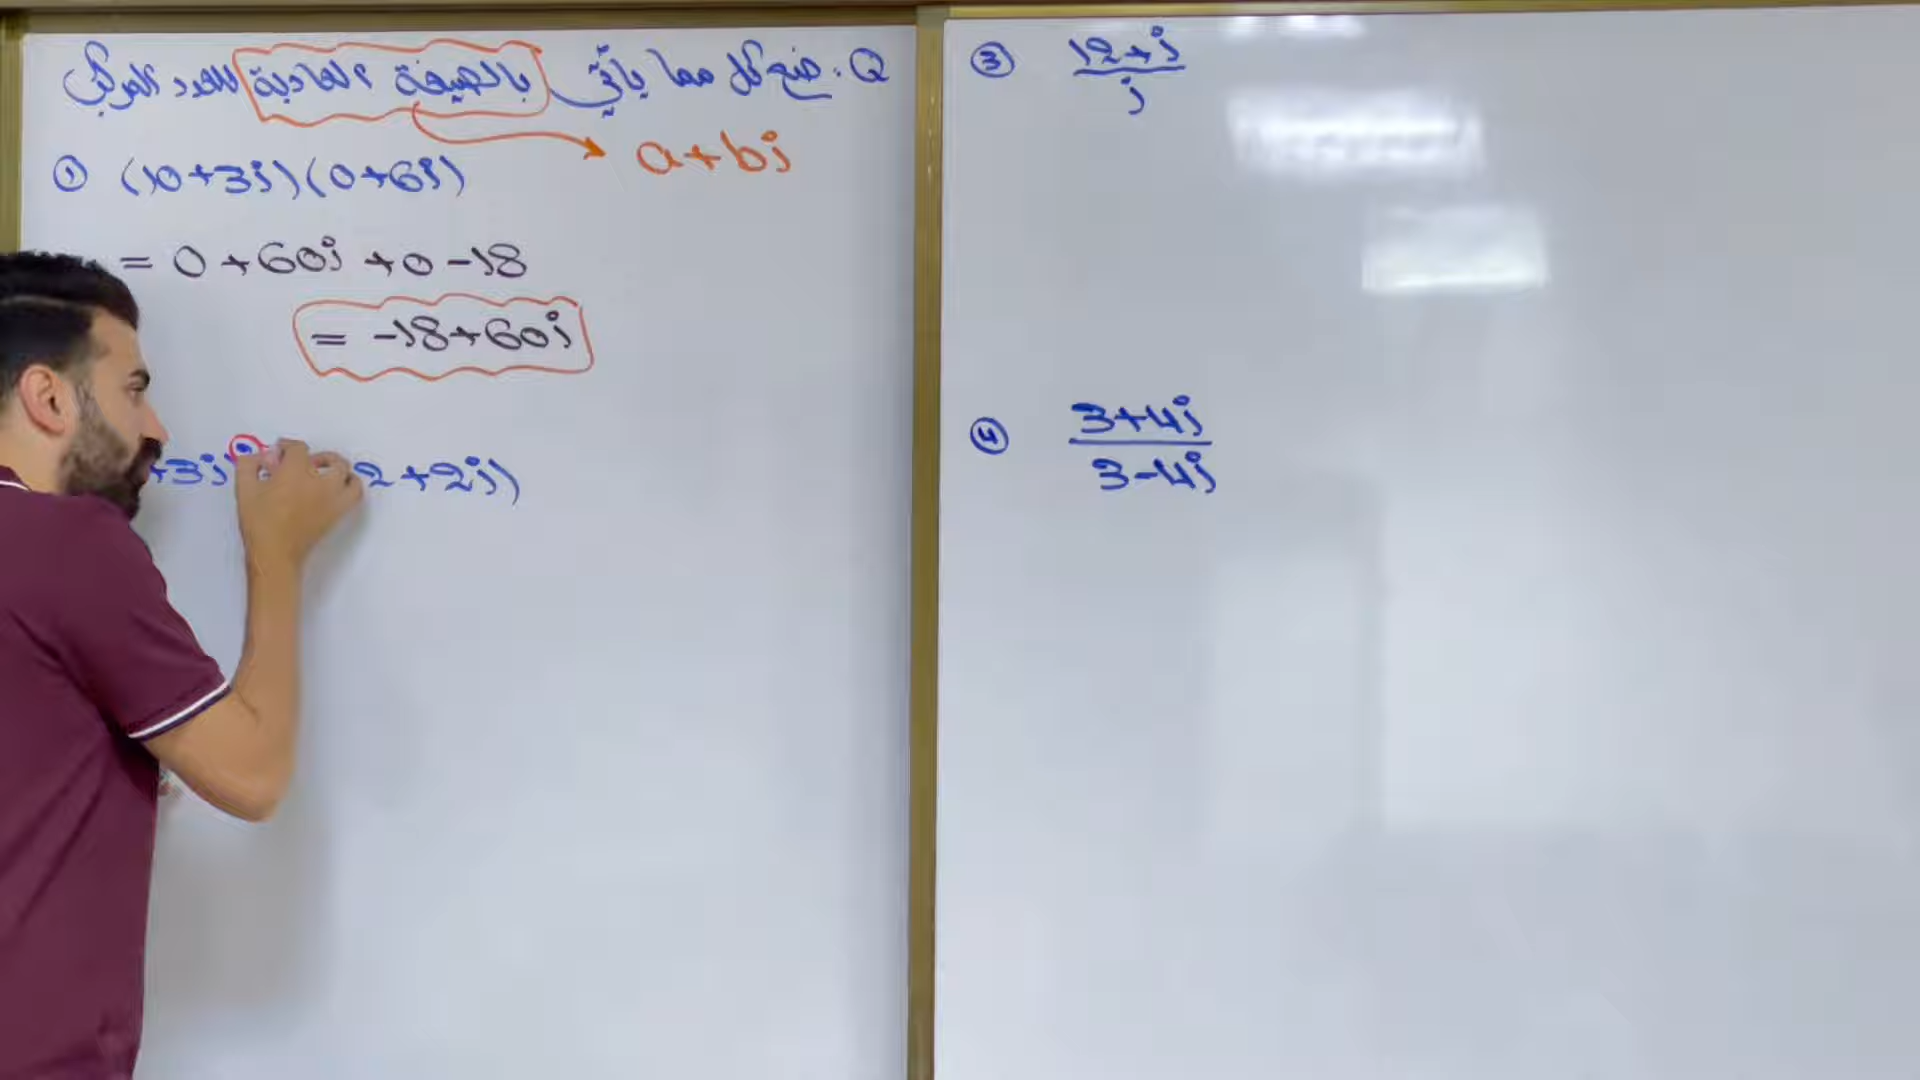 Q. ضع كل مما يأتي بالصيغة العادية للعدد المركب
a+bi
① (10+3i)(0+6i)
= 0+60i+0-18
= -18+60i
+3i 2+2i)
③ 12+i
i
④ 3+4i
3-4i